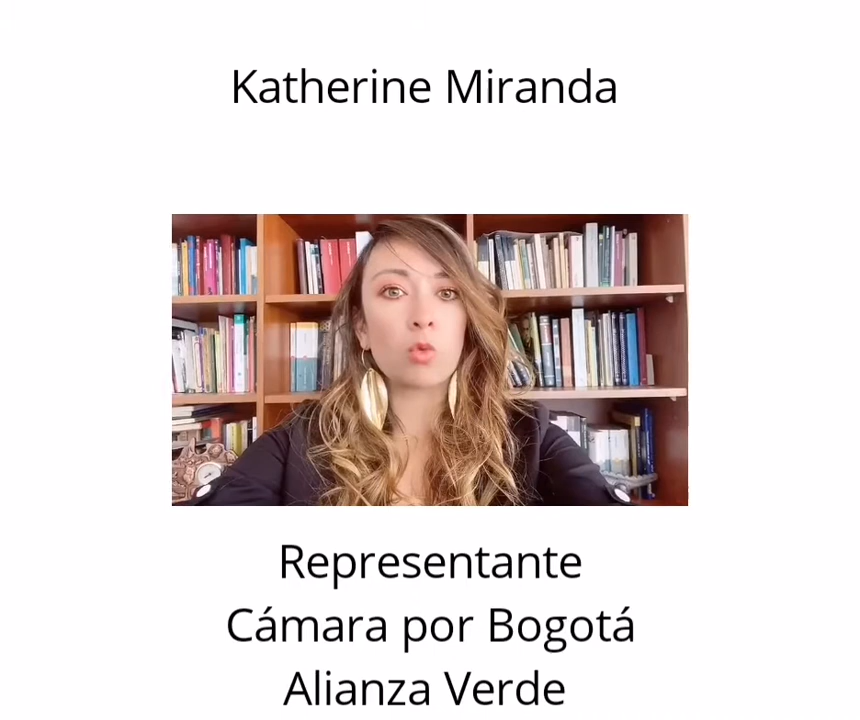 Katherine Miranda
Representante
Cámara por Bogotá
Alianza Verde